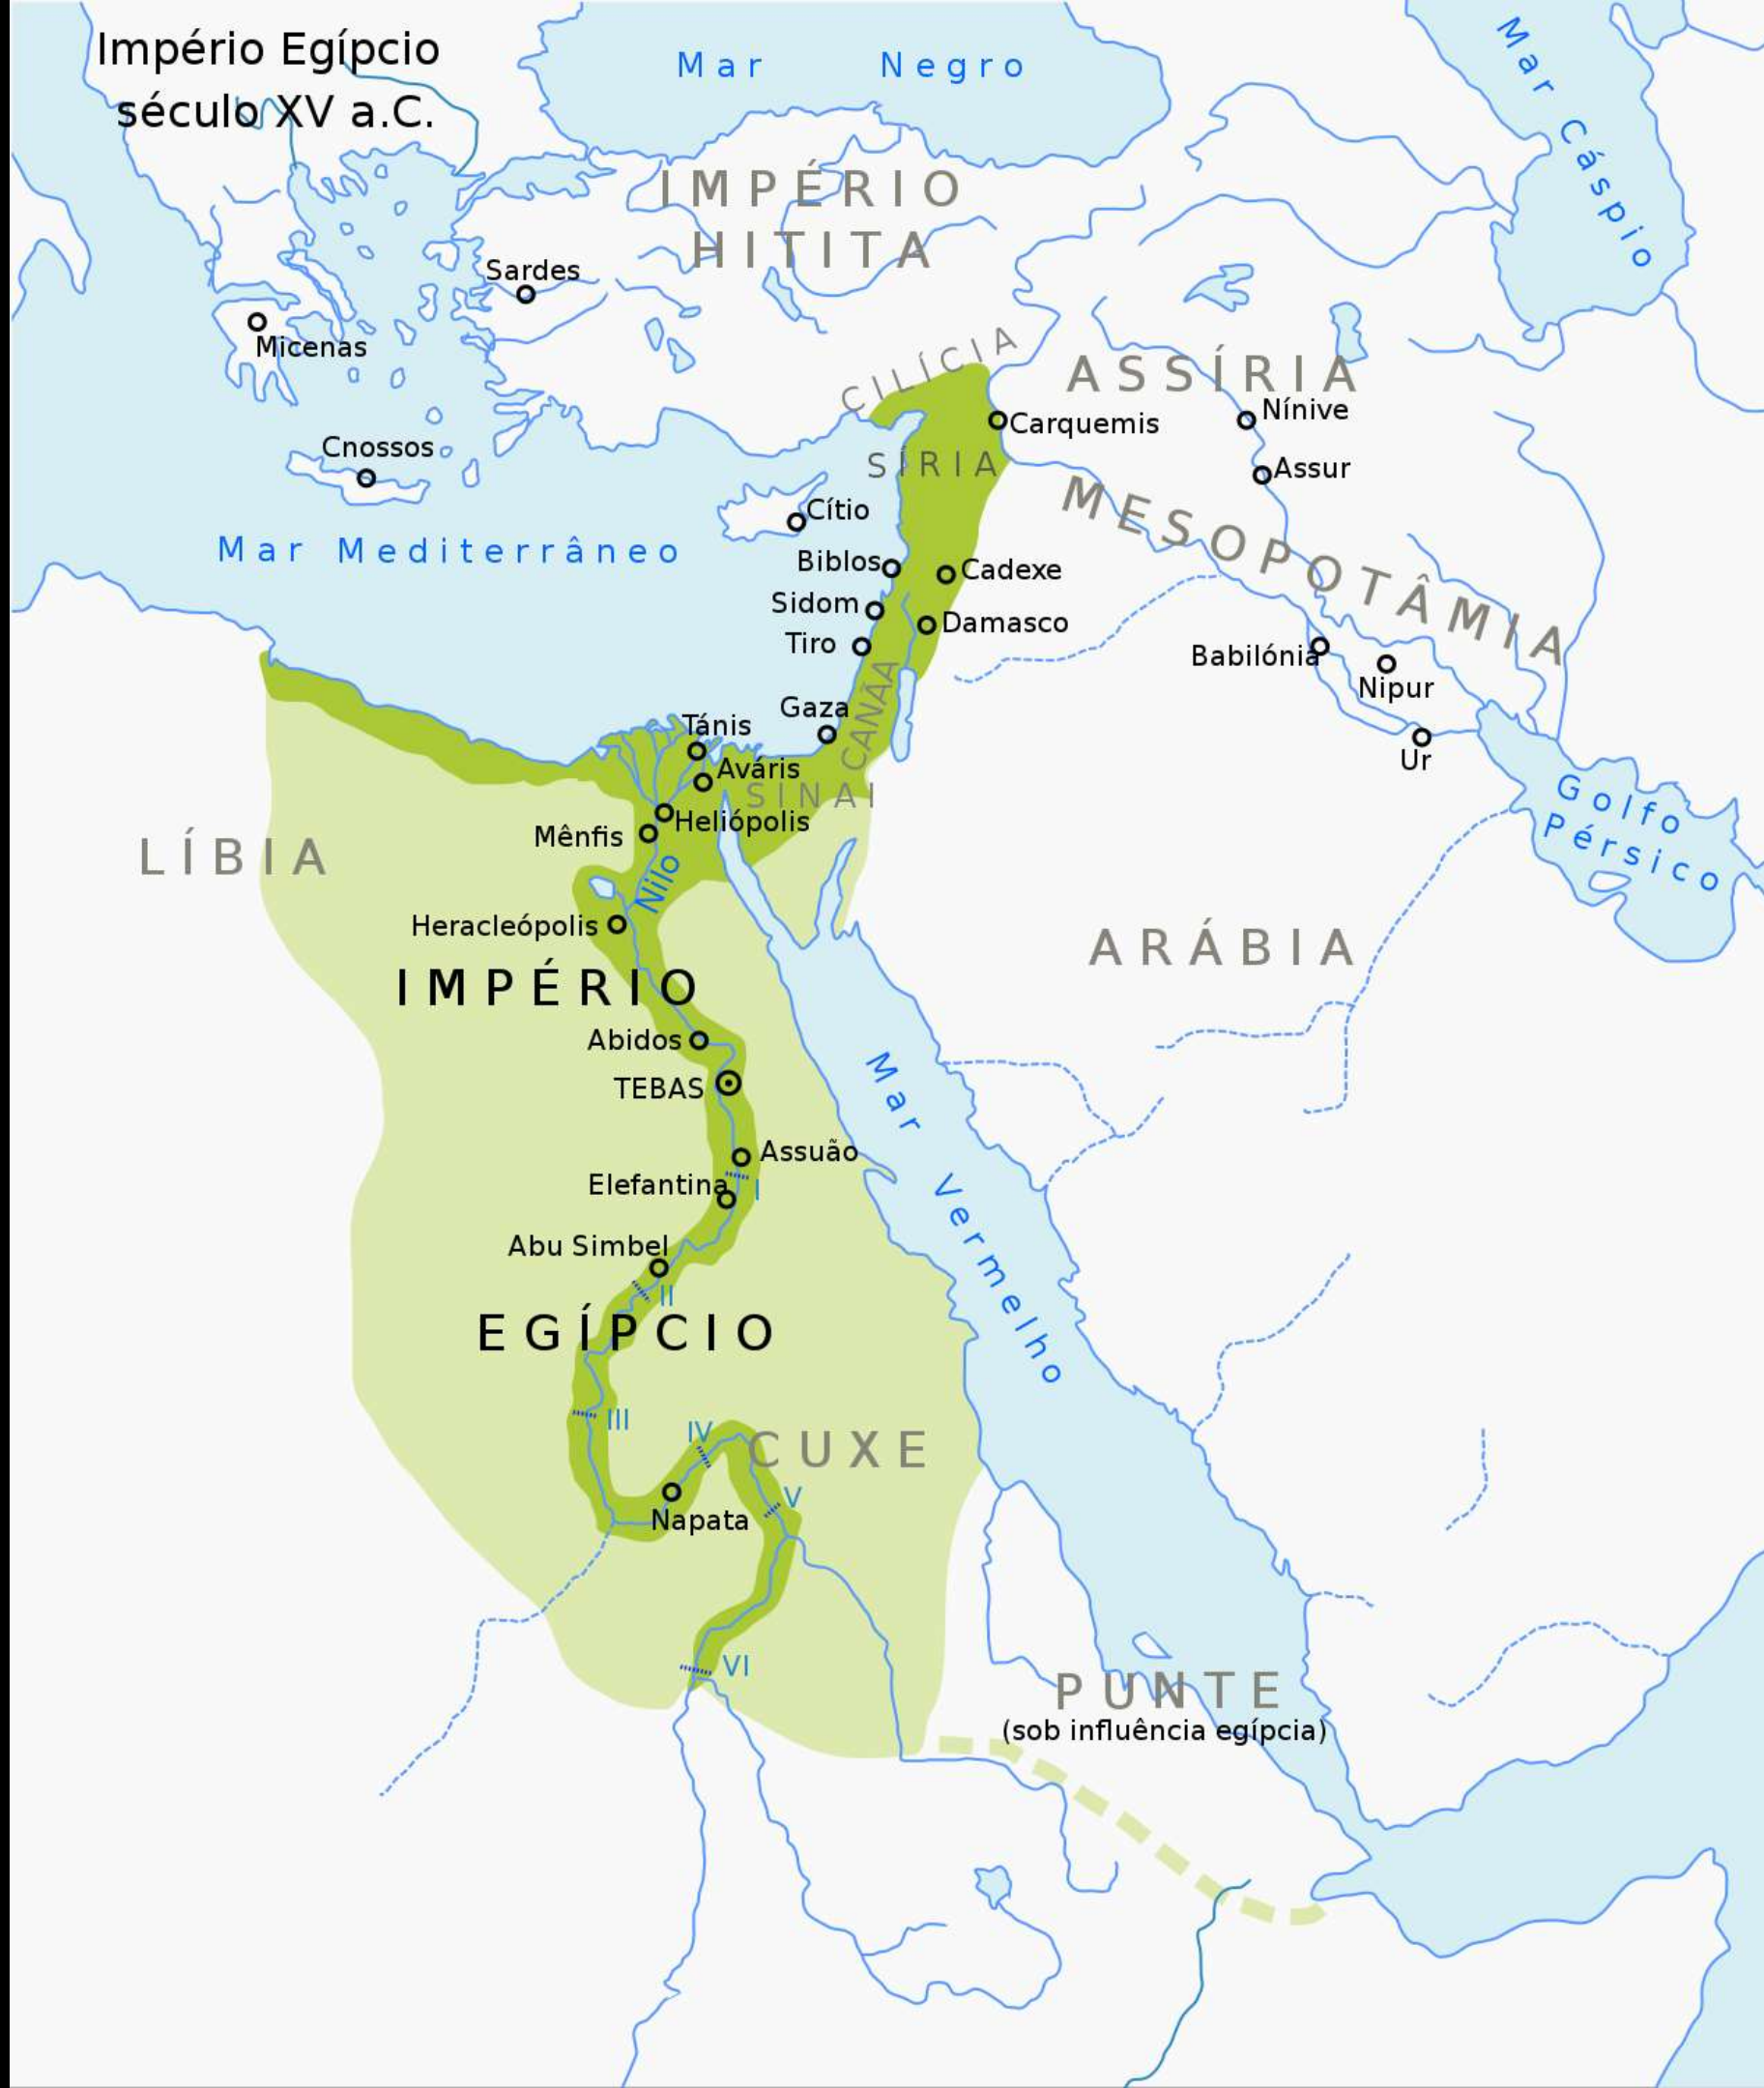 Império Egípcio
século XV a.C.
Mar Negro
Mar Cáspio
IMPÉRIO
HITITA
Sardes
Micenas
CILÍCIA
ASSÍRIA
Nínive
Carquemis
Cnossos
SÍRIA
Assur
MESOPOTÂMIA
Cítio
Mar Mediterrâneo
Biblos
Cadexe
Sidom
Damasco
Tiro
Babilónia
Nipur
CANÃA
Gaza
Tánis
Ur
Aváris
SINAI
Golfo
Pérsico
Heliópolis
Mênfis
LÍBIA
Nilo
Heracleópolis
ARÁBIA
IMPÉRIO
Abidos
TEBAS
Mar Vermelho
Assuão
Elefantina
I
Abu Simbel
II
EGÍPCIO
III
IV
CUXE
V
Napata
VI
PUNTE
(sob influência egípcia)